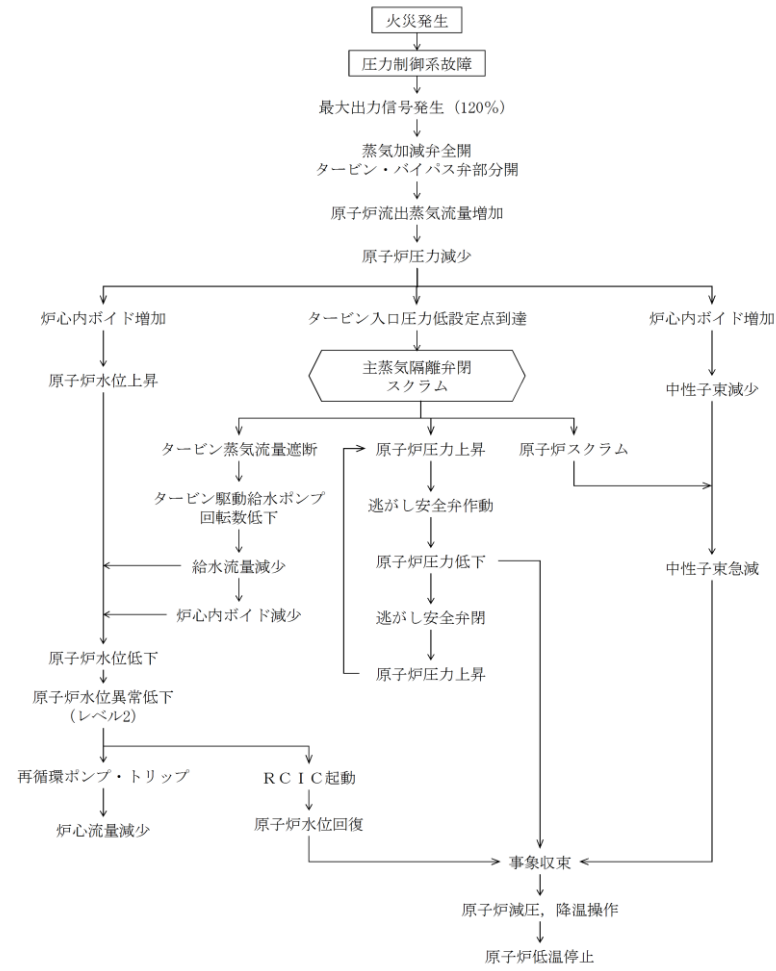 火災発生
圧力制御系故障
最大出力信号発生（120％）
蒸気加減弁全開
タービン・バイパス弁部分開
原子炉流出蒸気流量増加
原子炉圧力減少
炉心内ボイド増加
タービン入口圧力低設定点到達
炉心内ボイド増加
原子炉水位上昇
主蒸気隔離弁閉
スクラム
中性子束減少
タービン蒸気流量遮断
原子炉圧力上昇
原子炉スクラム
タービン駆動給水ポンプ
回転数低下
逃がし安全弁作動
給水流量減少
原子炉圧力低下
中性子束急減
炉心内ボイド減少
逃がし安全弁閉
原子炉水位低下
原子炉圧力上昇
原子炉水位異常低下
（レベル2）
再循環ポンプ・トリップ
ＲＣＩＣ起動
炉心流量減少
原子炉水位回復
事象収束
原子炉減圧，降温操作
原子炉低温停止